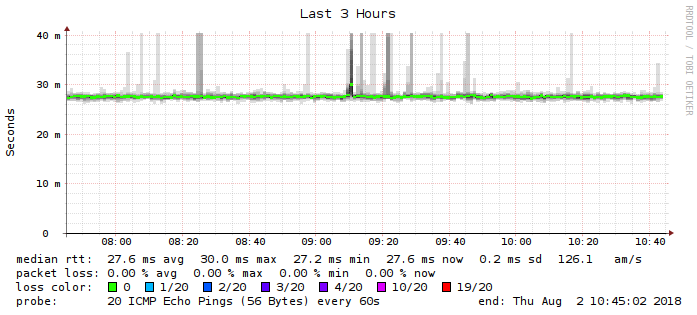 Last 3 Hours
RRDTOOL / TOBI OETIKER
Seconds
40 m
30 m
20 m
10 m
0
08:00 08:20 08:40 09:00 09:20 09:40 10:00 10:20 10:40
median rtt: 27.6 ms avg 30.0 ms max 27.2 ms min 27.6 ms now 0.2 ms sd 126.1 am/s
packet loss: 0.00 % avg 0.00 % max 0.00 % min 0.00 % now
loss color: 0 1/20 2/20 3/20 4/20 10/20 19/20
probe: 20 ICMP Echo Pings (56 Bytes) every 60s end: Thu Aug 2 10:45:02 2018